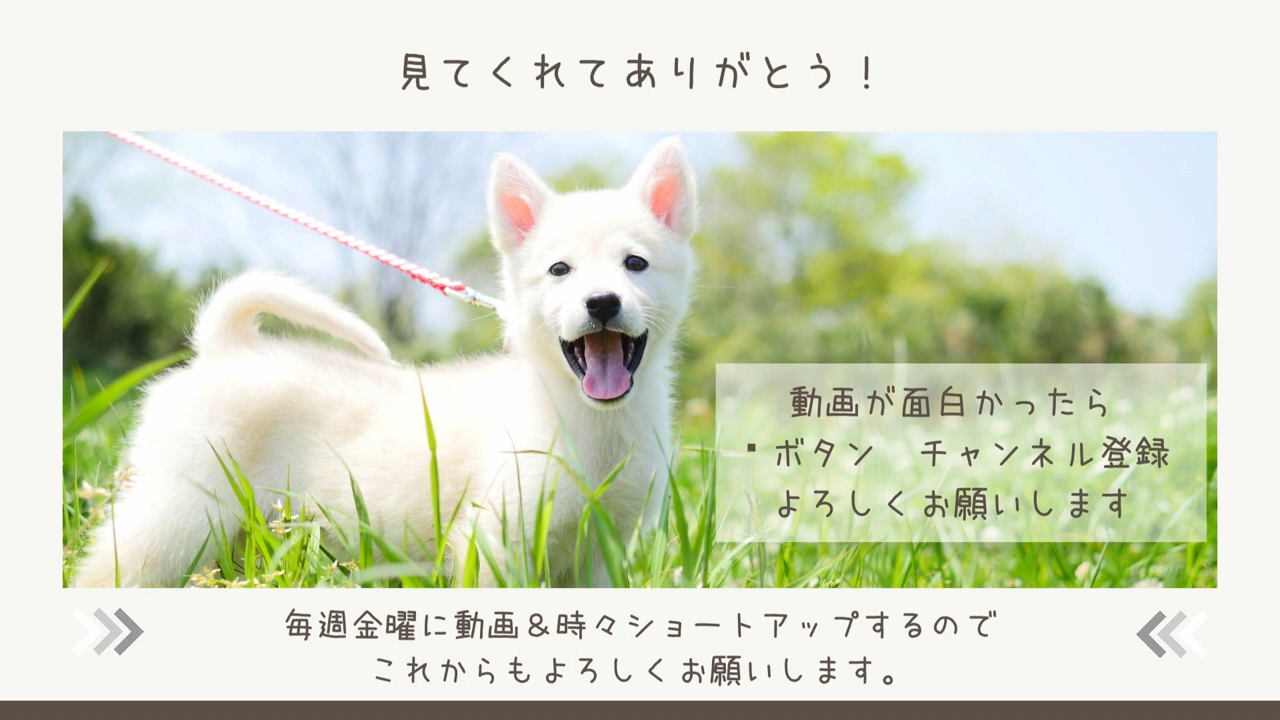 見てくれてありがとう！
動画が面白かったら
▪ボタン　チャンネル登録
よろしくお願いします
毎週金曜に動画＆時々ショートアップするので
これからもよろしくお願いします。